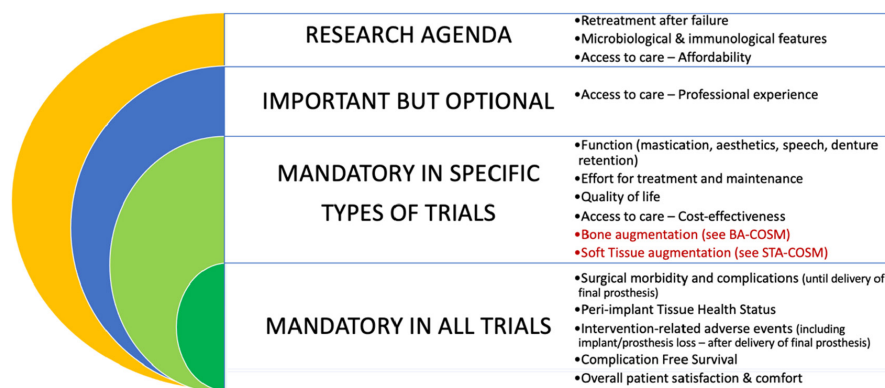 RESEARCH AGENDA
•Retreatment after failure
•Microbiological & immunological features
•Access to care – Affordability
IMPORTANT BUT OPTIONAL
•Access to care – Professional experience
MANDATORY IN SPECIFIC
TYPES OF TRIALS
•Function (mastication, aesthetics, speech, denture
retention)
•Effort for treatment and maintenance
•Quality of life
•Access to care – Cost-effectiveness
•Bone augmentation (see BA-COSM)
•Soft Tissue augmentation (see STA-COSM)
MANDATORY IN ALL TRIALS
•Surgical morbidity and complications (until delivery of
final prosthesis)
•Peri-implant Tissue Health Status
•Intervention-related adverse events (including
implant/prosthesis loss – after delivery of final prosthesis)
•Complication Free Survival
•Overall patient satisfaction & comfort